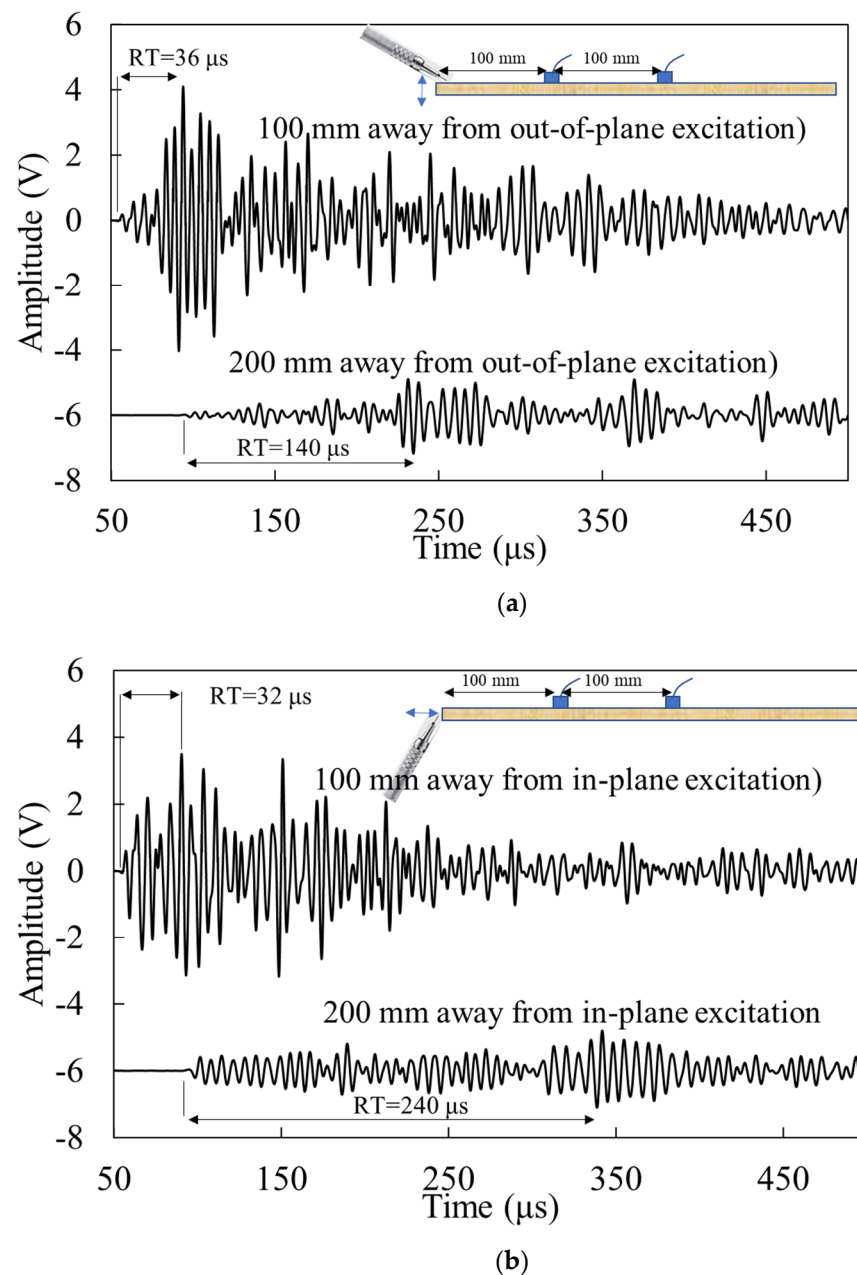 6
RT=36 μs
100 mm
100 mm
4
100 mm away from out-of-plane excitation)
2
0
Amplitude (V)
-2
-4
200 mm away from out-of-plane excitation)
-6
RT=140 μs
-8
50
150
250
350
450
Time (μs)
(a)
6
RT=32 μs
100 mm
100 mm
4
100 mm away from in-plane excitation)
2
0
Amplitude (V)
-2
-4
200 mm away from in-plane excitation
-6
RT=240 μs
-8
50
150
250
350
450
Time (μs)
(b)